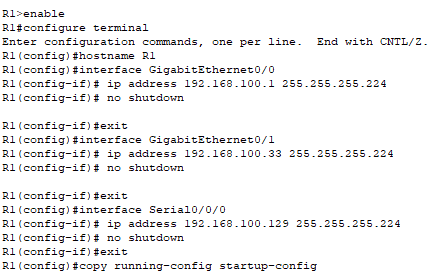 R1>enable
R1#configure terminal
Enter configuration commands, one per line.  End with CNTL/Z.
R1(config)#hostname R1
R1(config)#interface GigabitEthernet0/0
R1(config-if)# ip address 192.168.100.1 255.255.255.224
R1(config-if)# no shutdown
R1(config-if)#exit
R1(config)#interface GigabitEthernet0/1
R1(config-if)# ip address 192.168.100.33 255.255.255.224
R1(config-if)# no shutdown
R1(config-if)#exit
R1(config)#interface Serial0/0/0
R1(config-if)# ip address 192.168.100.129 255.255.255.224
R1(config-if)# no shutdown
R1(config-if)#exit
R1(config)#copy running-config startup-config